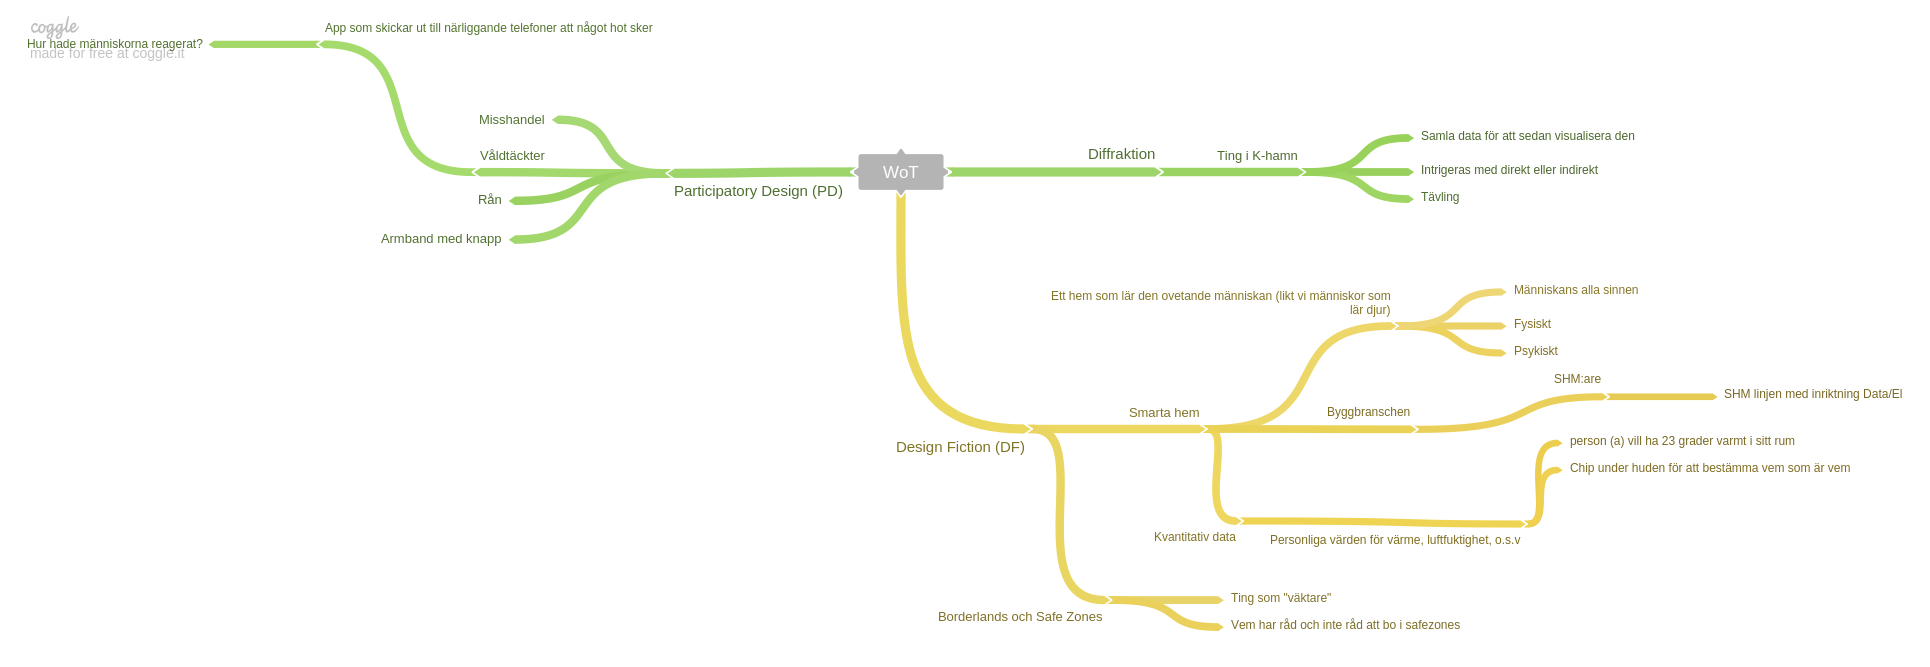 coggle
made for free at coggle.it
App som skickar ut till närliggande telefoner att något hot sker
Hur hade människorna reagerat?
Misshandel
Våldtäckter
Rån
Armband med knapp
Participatory Design (PD)
WoT
Diffraktion
Ting i K-hamn
Samla data för att sedan visualisera den
Intrigeras med direkt eller indirekt
Tävling
Ett hem som lär den ovetande människan (likt vi människor som
lär djur)
Människans alla sinnen
Fysiskt
Psykiskt
SHM:are
SHM linjen med inriktning Data/El
Smarta hem
Byggbranschen
Design Fiction (DF)
person (a) vill ha 23 grader varmt i sitt rum
Chip under huden för att bestämma vem som är vem
Kvantitativ data
Personliga värden för värme, luftfuktighet, o.s.v
Borderlands och Safe Zones
Ting som "väktare"
Vem har råd och inte råd att bo i safezones